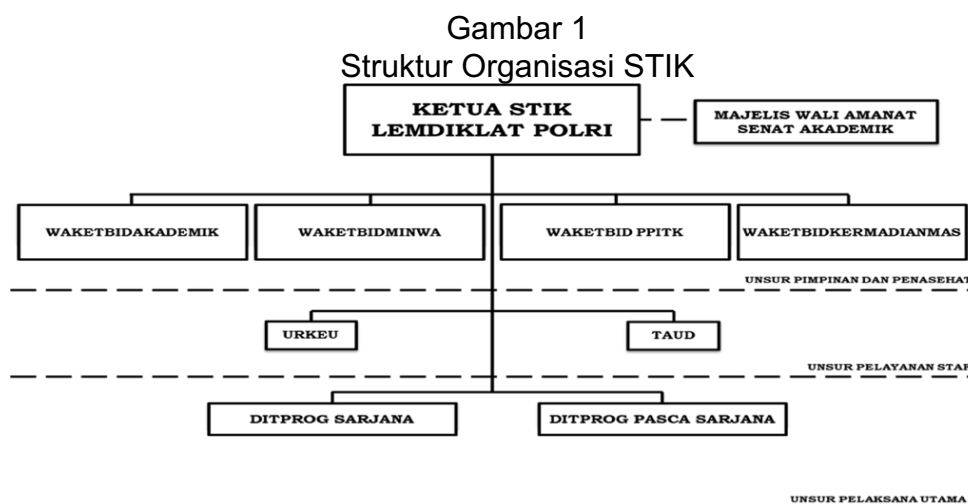 Gambar 1
Struktur Organisasi STIK
KETUA STIK
LEMDIKLAT POLRI
MAJELIS WALI AMANAT
SENAT AKADEMIK
WAKETBIDAKADEMIK
WAKETBIDMINWA
WAKETBID PPITK
WAKETBIDKERMADIANMAS
UNSUR PIMPINAN DAN PENASEHAT
URKEU
TAUD
UNSUR PELAYANAN STAF
DITPROG SARJANA
DITPROG PASCA SARJANA
UNSUR PELAKSANA UTAMA